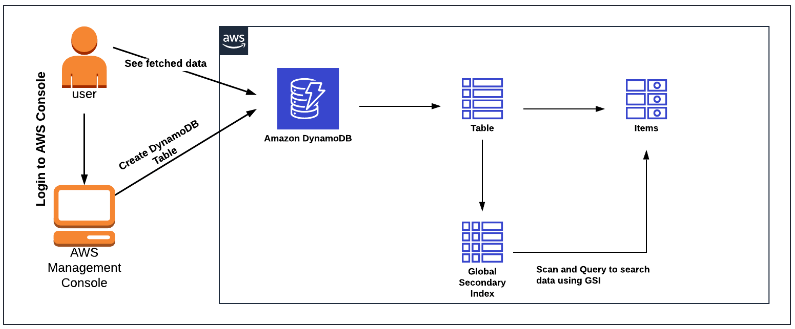 aws
See fetched data
user
Login to AWS Console
Create DynamoDB
Table
Amazon DynamoDB
Table
Items
AWS
Management
Console
Global
Secondary
Index
Scan and Query to search
data using GSI